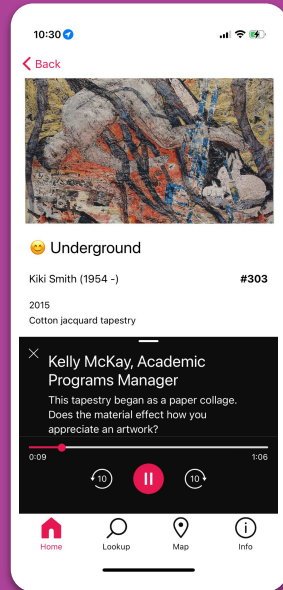 10:30
Back
😊 Underground
Kiki Smith (1954 -) #303
2015
Cotton jacquard tapestry
Kelly McKay, Academic
Programs Manager
This tapestry began as a paper collage.
Does the material effect how you
appreciate an artwork?
0:09 1:06
10 10
Home Lookup Map Info